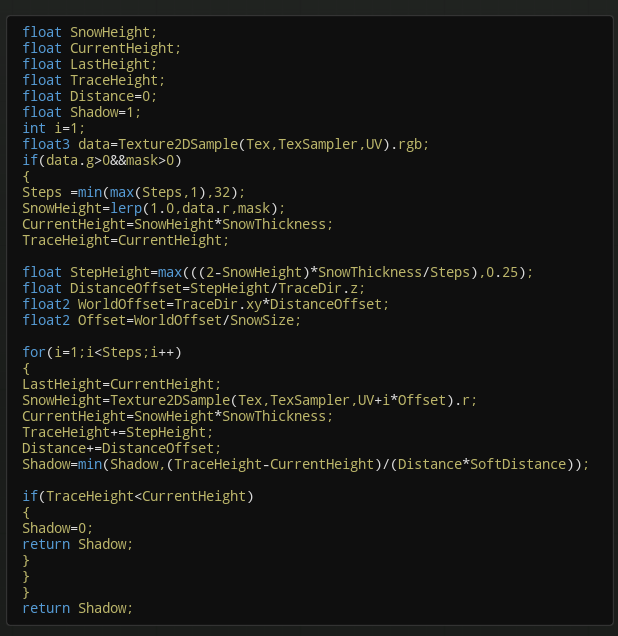 float SnowHeight;
float CurrentHeight;
float LastHeight;
float TraceHeight;
float Distance=0;
float Shadow=1;
int i=1;
float3 data=Texture2DSample(Tex,TexSampler,UV).rgb;
if(data.g>0&&mask>0)
{
Steps =min(max(Steps,1),32);
SnowHeight=lerp(1.0,data.r,mask);
CurrentHeight=SnowHeight*SnowThickness;
TraceHeight=CurrentHeight;

float StepHeight=max(((2-SnowHeight)*SnowThickness/Steps),0.25);
float DistanceOffset=StepHeight/TraceDir.z;
float2 WorldOffset=TraceDir.xy*DistanceOffset;
float2 Offset=WorldOffset/SnowSize;

for(i=1;i<Steps;i++)
{
LastHeight=CurrentHeight;
SnowHeight=Texture2DSample(Tex,TexSampler,UV+i*Offset).r;
CurrentHeight=SnowHeight*SnowThickness;
TraceHeight+=StepHeight;
Distance+=DistanceOffset;
Shadow=min(Shadow,(TraceHeight-CurrentHeight)/(Distance*SoftDistance));

if(TraceHeight<CurrentHeight)
{
Shadow=0;
return Shadow;
}
}
}
return Shadow;